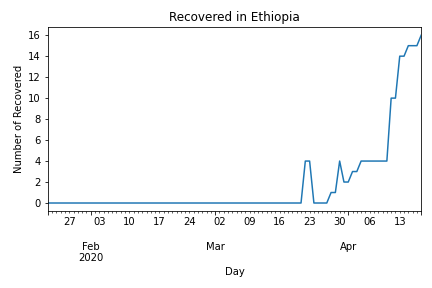 Recovered in Ethiopia
Number of Recovered
16
14
12
10
8
6
4
2
0
27 03 10 17 24 02 09 16 23 30 06 13
Feb Mar Apr
2020
Day